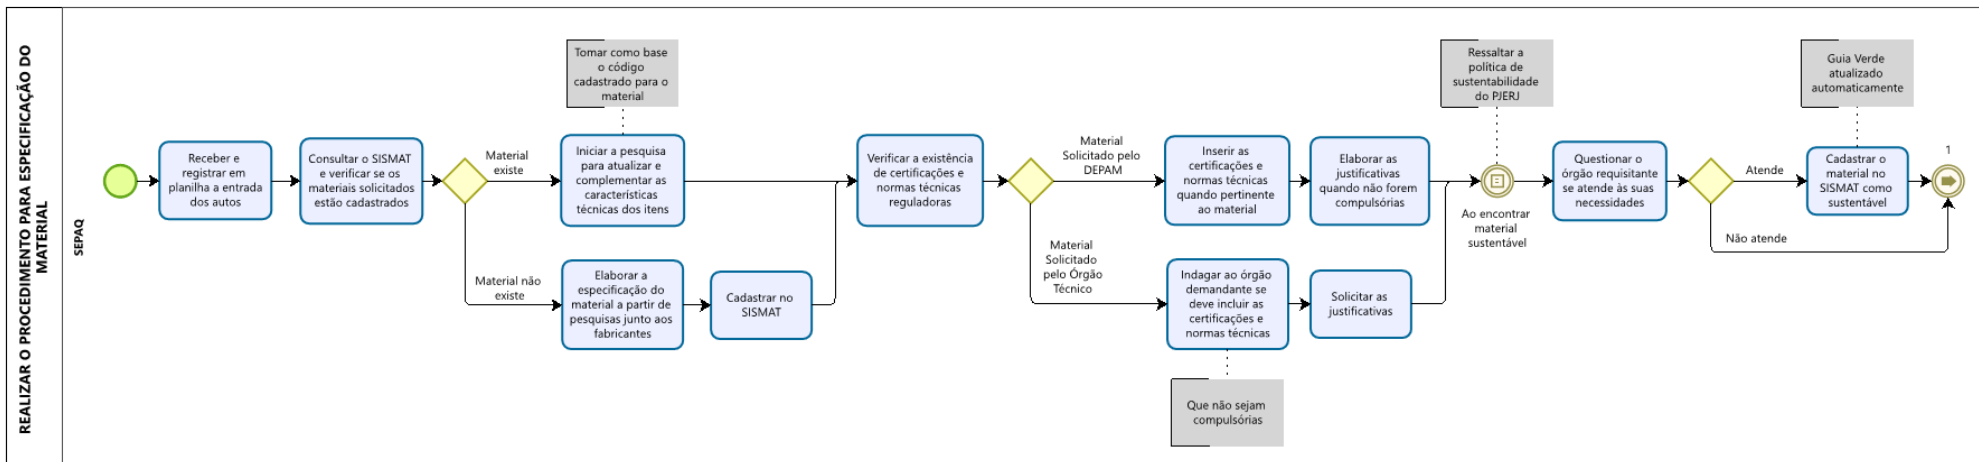 REALIZAR O PROCEDIMENTO PARA ESPECIFICAÇÃO DO
MATERIAL
SEPAQ
Receber e
registrar em
planilha a entrada
dos autos
Consultar o SISMAT
e verificar se os
materiais solicitados
estão cadastrados
Material
existe
Material não
existe
Tomar como base
o código
cadastrado para o
material
Iniciar a pesquisa
para atualizar e
complementar as
características
técnicas dos itens
Elaborar a
especificação do
material a partir de
pesquisas junto aos
fabricantes
Cadastrar no
SISMAT
Verificar a existência
de certificações e
normas técnicas
reguladoras
Material
Solicitado pelo
DEPAM
Material
Solicitado
pelo Órgão
Técnico
Inserir as
certificações e
normas técnicas
quando pertinente
ao material
Elaborar as
justificativas
quando não forem
compulsórias
Indagar ao órgão
demandante se
deve incluir as
certificações e
normas técnicas
Solicitar as
justificativas
Que não sejam
compulsórias
Ressaltar a
política de
sustentabilidade
do PJERJ
Ao encontrar
material
sustentável
Questionar o
órgão requisitante
se atende às suas
necessidades
Atende
Não atende
Guia Verde
atualizado
automaticamente
Cadastrar o
material no
SISMAT como
sustentável
1